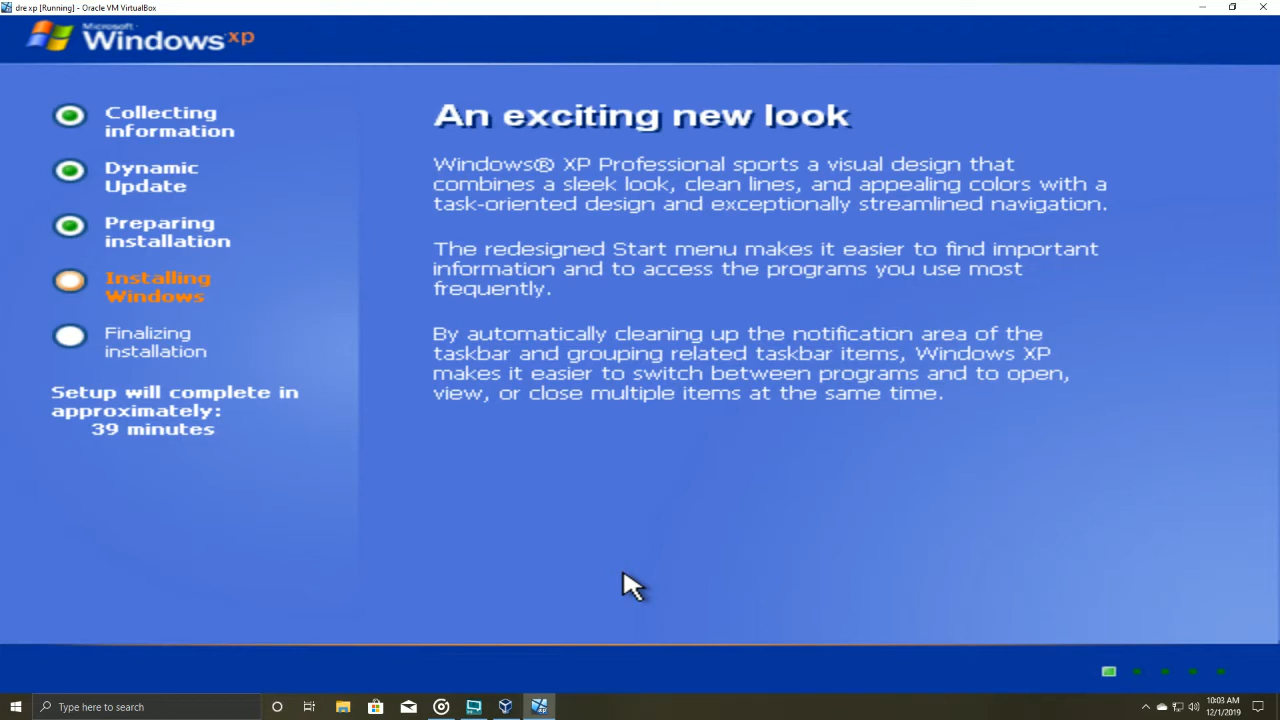 dre xp [Running] - Oracle VM VirtualBox
Microsoft
Windows xp
Collecting
information
Dynamic
Update
Preparing
installation
Installing
Windows
Finalizing
installation
Setup will complete in
approximately:
39 minutes
An exciting new look
Windows® XP Professional sports a visual design that
combines a sleek look, clean lines, and appealing colors with a
task-oriented design and exceptionally streamlined navigation.
The redesigned Start menu makes it easier to find important
information and to access the programs you use most
frequently.
By automatically cleaning up the notification area of the
taskbar and grouping related taskbar items, Windows XP
makes it easier to switch between programs and to open,
view, or close multiple items at the same time.
Type here to search
10:03 AM
12/1/2019